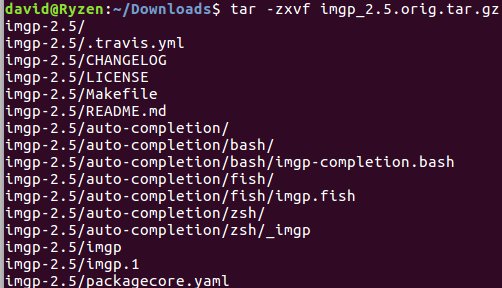 david@Ryzen:~/Downloads$ tar -zxvf imgp_2.5.orig.tar.gz
imgp-2.5/
imgp-2.5/.travis.yml
imgp-2.5/CHANGELOG
imgp-2.5/LICENSE
imgp-2.5/Makefile
imgp-2.5/README.md
imgp-2.5/auto-completion/
imgp-2.5/auto-completion/bash/
imgp-2.5/auto-completion/bash/imgp-completion.bash
imgp-2.5/auto-completion/fish/
imgp-2.5/auto-completion/fish/imgp.fish
imgp-2.5/auto-completion/zsh/
imgp-2.5/auto-completion/zsh/_imgp
imgp-2.5/imgp
imgp-2.5/imgp.1
imgp-2.5/packagecore.yaml